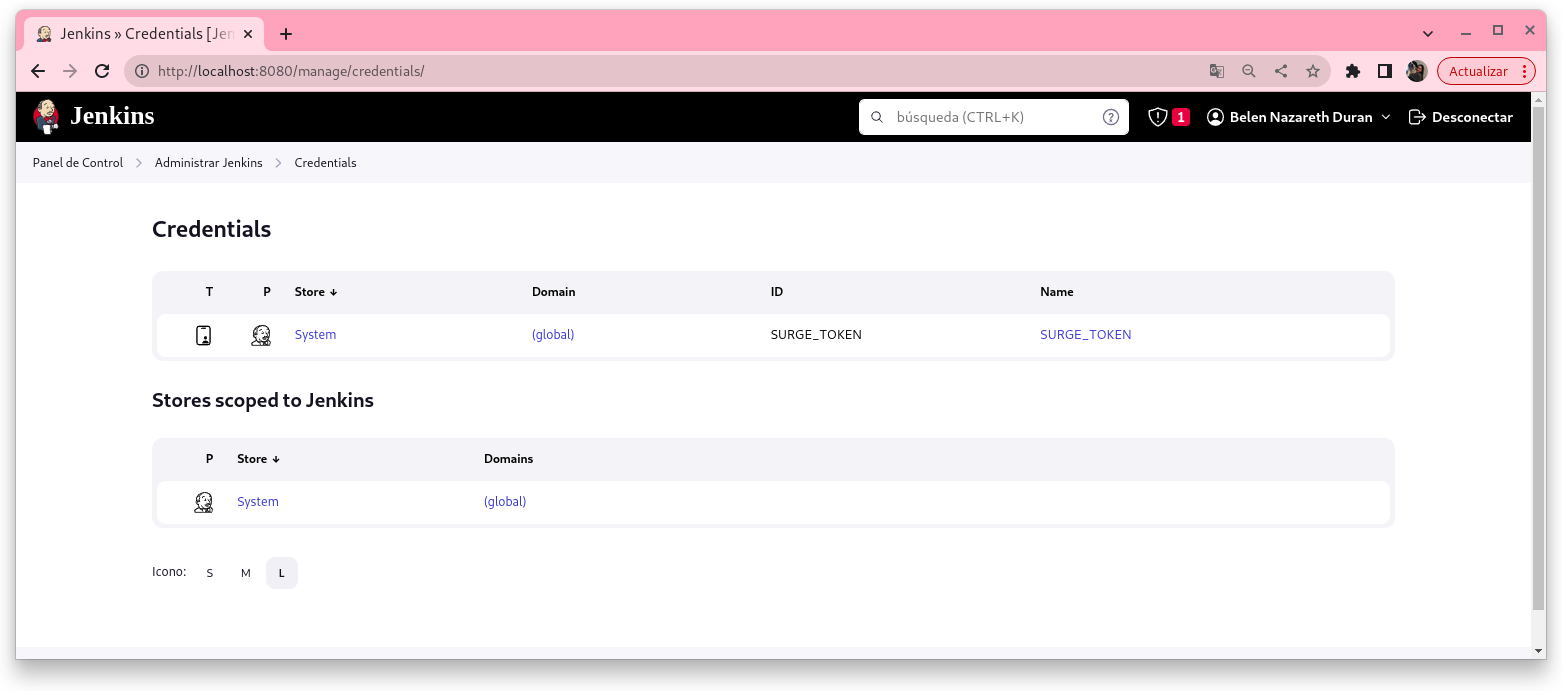 Jenkins » Credentials [Jen
http://localhost:8080/manage/credentials/
Actualizar
Jenkins
búsqueda (CTRL+K)
1
Belen Nazareth Duran
Desconectar
Panel de Control
Administrar Jenkins
Credentials
Credentials
T P Store ↓ Domain ID Name
System (global) SURGE_TOKEN SURGE_TOKEN
Stores scoped to Jenkins
P Store ↓ Domains
System (global)
Icono: S M L